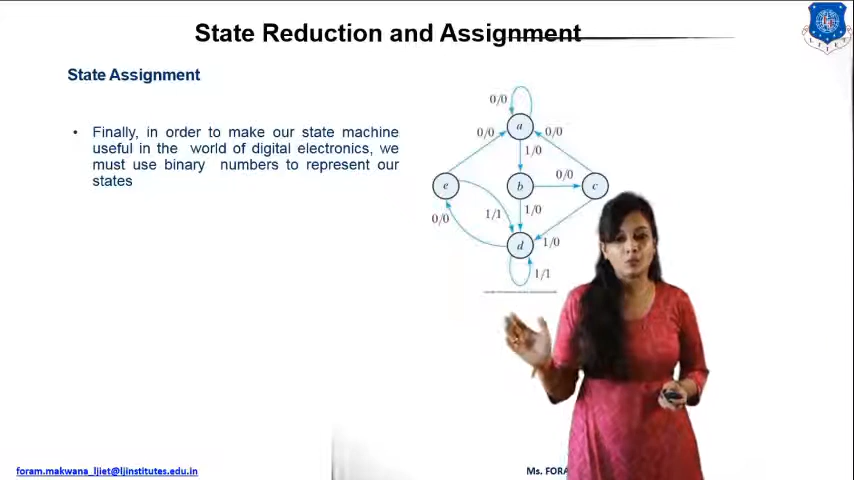 State Reduction and Assignment
State Assignment
• Finally, in order to make our state machine
useful in the world of digital electronics, we
must use binary numbers to represent our
states
0/0
a
0/0
0/0
1/0
0/0
e
b
c
0/0
1/1
1/0
d
1/0
1/1
foram.makwana_ljiet@ljinstitutes.edu.in
Ms. FORA
LJIET